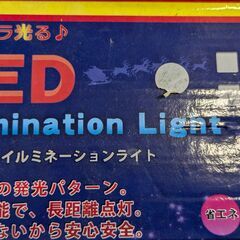 ラ光る♪
ED
mination Light
イルミネーションライト
の発光パターン。
能で、長距離点灯。
ないから安心安全。
省エネ